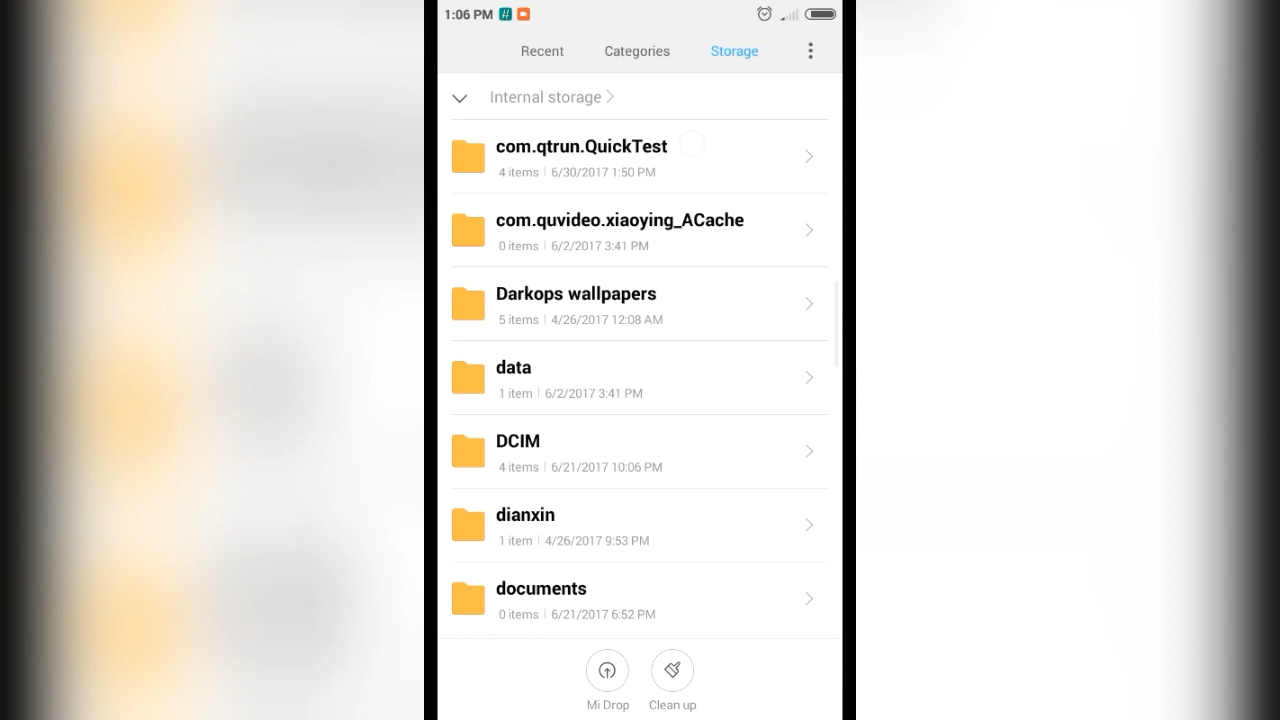 1:06 PM #
Recent Categories Storage
Internal storage
com.qtrun.QuickTest
4 items | 6/30/2017 1:50 PM
com.quvideo.xiaoying_ACache
0 items | 6/2/2017 3:41 PM
Darkops wallpapers
5 items | 4/26/2017 12:08 AM
data
1 item | 6/2/2017 3:41 PM
DCIM
4 items | 6/21/2017 10:06 PM
dianxin
1 item | 4/26/2017 9:53 PM
documents
0 items | 6/21/2017 6:52 PM
Mi Drop Clean up